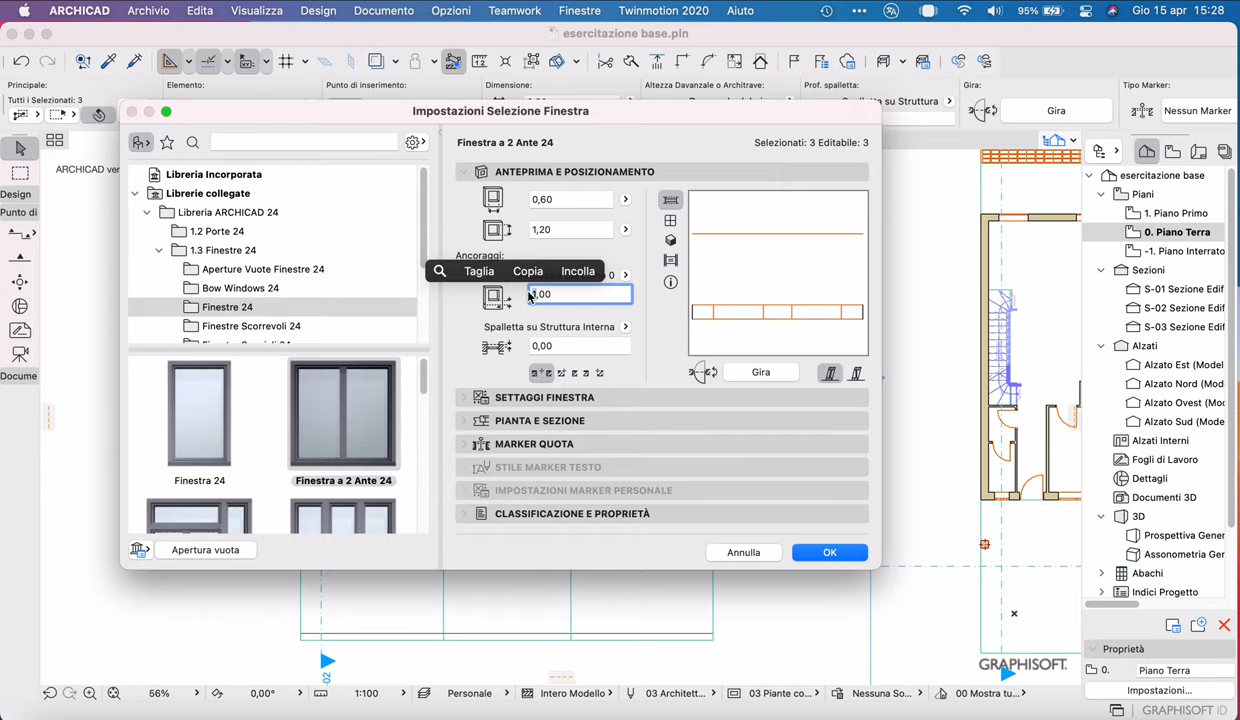 ARCHICAD Archivio Edita Visualizza Design Documento Opzioni Teamwork Finestre Twinmotion 2020 Aiuto 95% Gio 15 apr 15:28
esercitazione base.pln
Principale: Elemento: Punto di inserimento: Dimensione: Altezza Davanzale o Architrave: Prof. spalletta: Gira: Tipo Marker:
Tutti i Selezionati: 3
Spalletta su Struttura
Gira
Nessun Marker
Impostazioni Selezione Finestra
Finestra a 2 Ante 24
Selezionati: 3 Editabile: 3
ARCHICAD ver
Design
Punto di
Docume
Libreria Incorporata
Librerie collegate
Libreria ARCHICAD 24
1.2 Porte 24
1.3 Finestre 24
Aperture Vuote Finestre 24
Bow Windows 24
Finestre 24
Finestre Scorrevoli 24
Finestra 24
Finestra a 2 Ante 24
Apertura vuota
ANTEPRIMA E POSIZIONAMENTO
0,60
1,20
Ancoraggi:
Taglia Copia Incolla
0
1,00
Spalletta su Struttura Interna
0,00
Gira
SETTAGGI FINESTRA
PIANTA E SEZIONE
MARKER QUOTA
STILE MARKER TESTO
IMPOSTAZIONI MARKER PERSONALE
CLASSIFICAZIONE E PROPRIETÀ
Annulla
OK
esercitazione base
Piani
1. Piano Primo
0. Piano Terra
-1. Piano Interrato
Sezioni
S-01 Sezione Edif
S-02 Sezione Edif
S-03 Sezione Edif
Alzati
Alzato Est (Model
Alzato Nord (Mod
Alzato Ovest (Moc
Alzato Sud (Mode
Alzati Interni
Fogli di Lavoro
Dettagli
Documenti 3D
3D
Prospettiva Gener
Assonometria Ger
Abachi
Indici Progetto
Proprietà
0. Piano Terra
Impostazioni...
GRAPHISOFT.
02
56% 0,00° 1:100 Personale Intero Modello 03 Architett... 03 Piante co... Nessuna So... 00 Mostra tu...
GRAPHISOFT ID